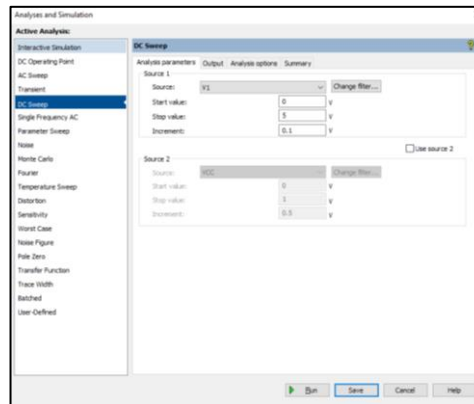 Analyses and Simulation
Active Analysis:
Interactive Simulation
DC Operating Point
AC Sweep
Transient
DC Sweep
Single Frequency AC
Parameter Sweep
Noise
Monte Carlo
Fourier
Temperature Sweep
Distortion
Sensitivity
Worst Case
Noise Figure
Pole Zero
Transfer Function
Trace Width
Batched
User-Defined
DC Sweep
Analysis parameters Output Analysis options Summary
Source 1
Source: V1 Change filter...
Start value: 0 V
Stop value: 5 V
Increment: 0.1 V
Use source 2
Source 2
Source: VCC Change filter...
Start value: 0 V
Stop value: 1 V
Increment: 0.5 V
Run Save Cancel Help